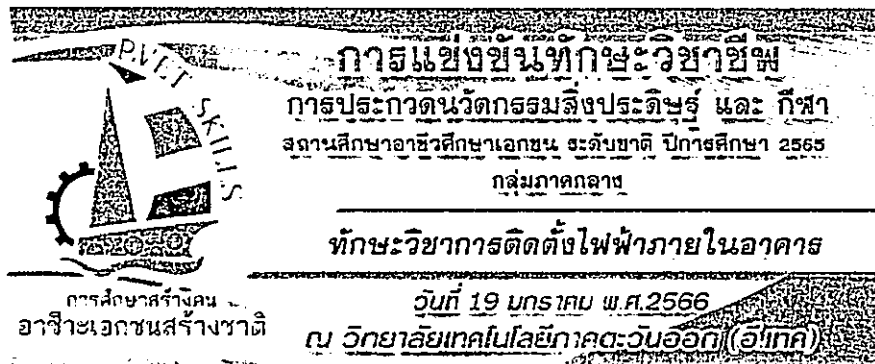 P.VET SKILLS
การแข่งขันทักษะวิชาชีพ
การประกวดนวัตกรรมสิ่งประดิษฐ์ และ กีฬา
สถานศึกษาอาชีวศึกษาเอกชน ระดับชาติ ปีการศึกษา 2565
กลุ่มภาคกลาง
ทักษะวิชาการติดตั้งไฟฟ้าภายในอาคาร
วันที่ 19 มกราคม พ.ศ.2566
ณ วิทยาลัยเทคโนโลยีภาคตะวันออก (อี.เทค)
การศึกษาสร้างคน
อาชีวะเอกชนสร้างชาติ